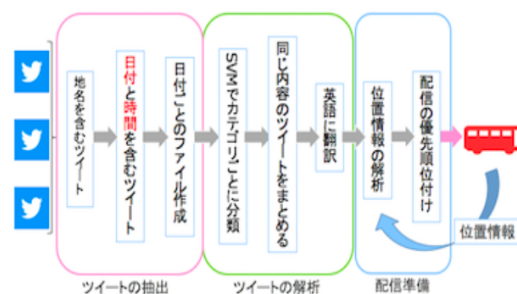 地名を含むツイート
日付と時間を含むツイート
日付ごとのファイル作成
SVMでカテゴリごとに分類
同じ内容のツイートをまとめる
英語に翻訳
位置情報の解析
配信の優先順位付け
位置情報
ツイートの抽出
ツイートの解析
配信準備